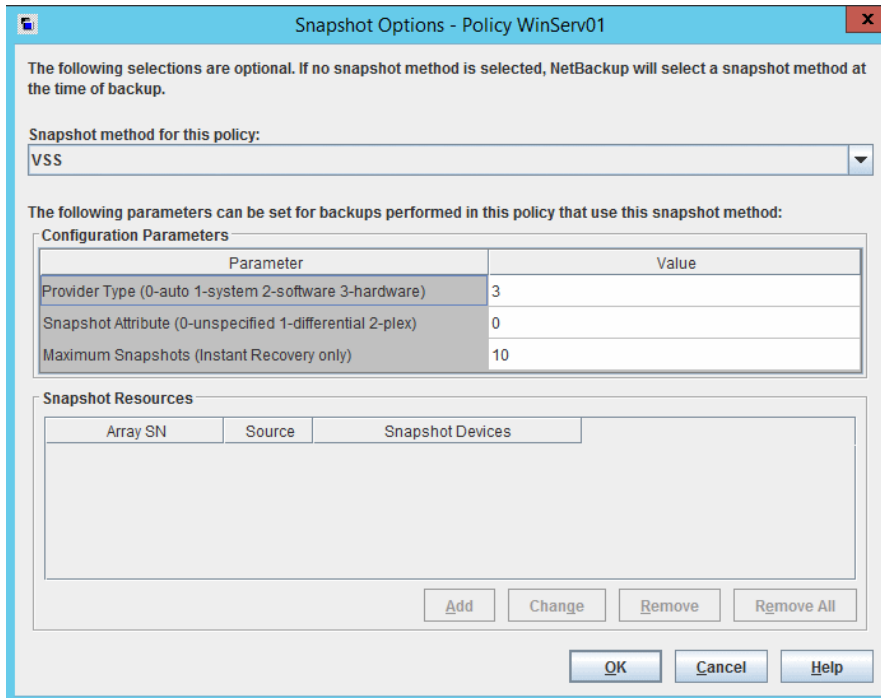 Snapshot Options - Policy WinServ01
x
The following selections are optional. If no snapshot method is selected, NetBackup will select a snapshot method at
the time of backup.
Snapshot method for this policy:
VSS
The following parameters can be set for backups performed in this policy that use this snapshot method:
Configuration Parameters
Parameter Value
Provider Type (0-auto 1-system 2-software 3-hardware) 3
Snapshot Attribute (0-unspecified 1-differential 2-plex) 0
Maximum Snapshots (Instant Recovery only) 10
Snapshot Resources
Array SN Source Snapshot Devices
Add Change Remove Remove All
OK Cancel Help